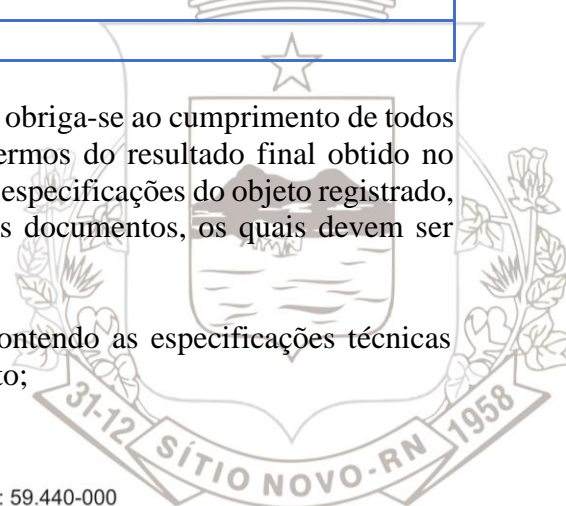 obriga-se ao cumprimento de todos
ermos do resultado final obtido no
especificações do objeto registrado,
s documentos, os quais devem ser
ontendo as especificações técnicas
to;
31-12 SÍTIO NOVO-RN 1958
: 59.440-000